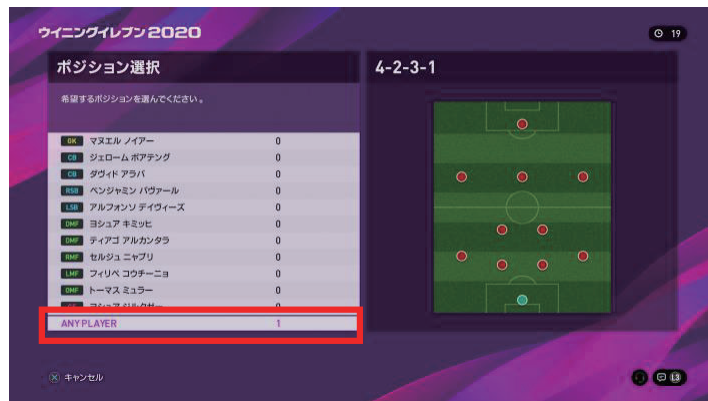 ウイニングイレブン 2020
19
ポジション選択
4-2-3-1
希望するポジションを選んでください。
GK マヌエル ノイアー 0
CB ジェローム ボアテング 0
CB ダヴィド アラバ 0
RSB ベンジャミン パヴァール 0
LSB アルフォンソ デイヴィーズ 0
DMF ヨシュア キミッヒ 0
DMF ティアゴ アルカンタラ 0
RMF セルジュ ニャブリ 0
LMF フィリペ コウチーニョ 0
OMF トーマス ミュラー 0
ANY PLAYER 1
キャンセル
L3